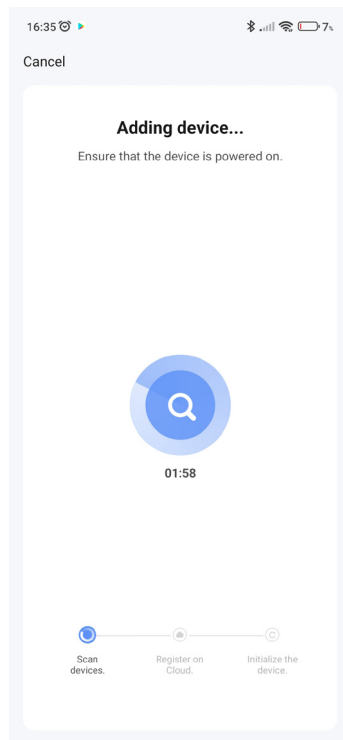 16:35
7%
Cancel
Adding device...
Ensure that the device is powered on.
01:58
Scan
devices.
Register on
Cloud.
Initialize the
device.